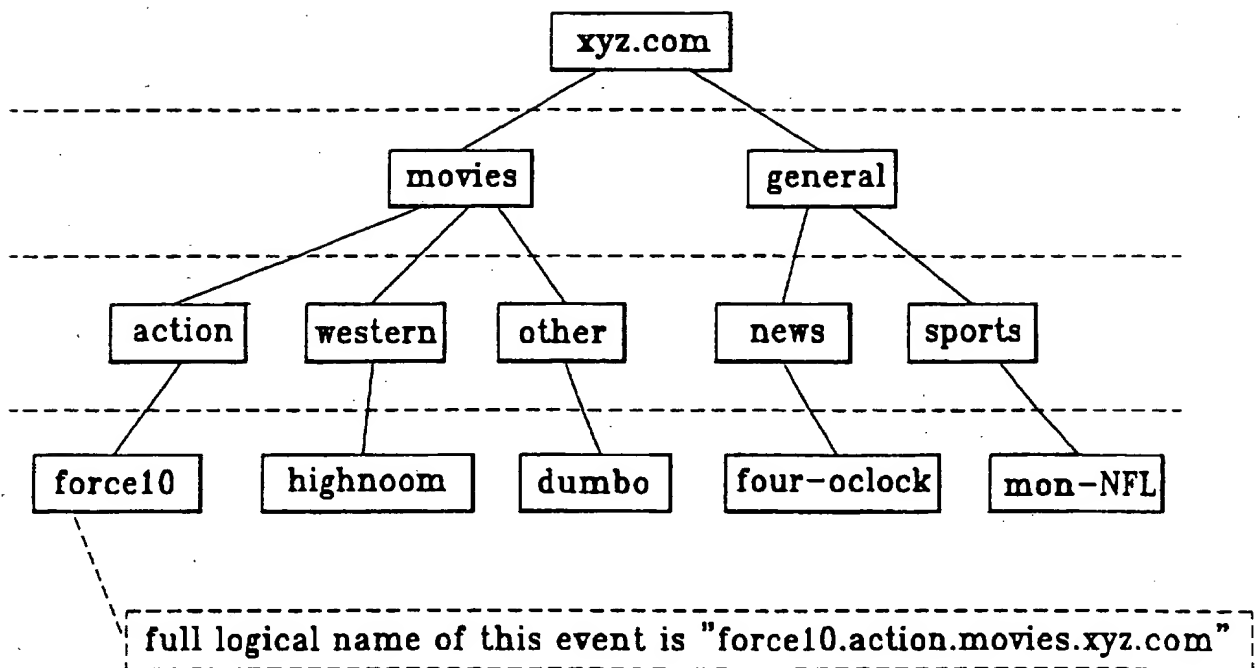 xyz.com
movies
general
action
western
other
news
sports
force10
highnoom
dumbo
four-oclock
mon-NFL
full logical name of this event is "force10.action.movies.xyz.com"